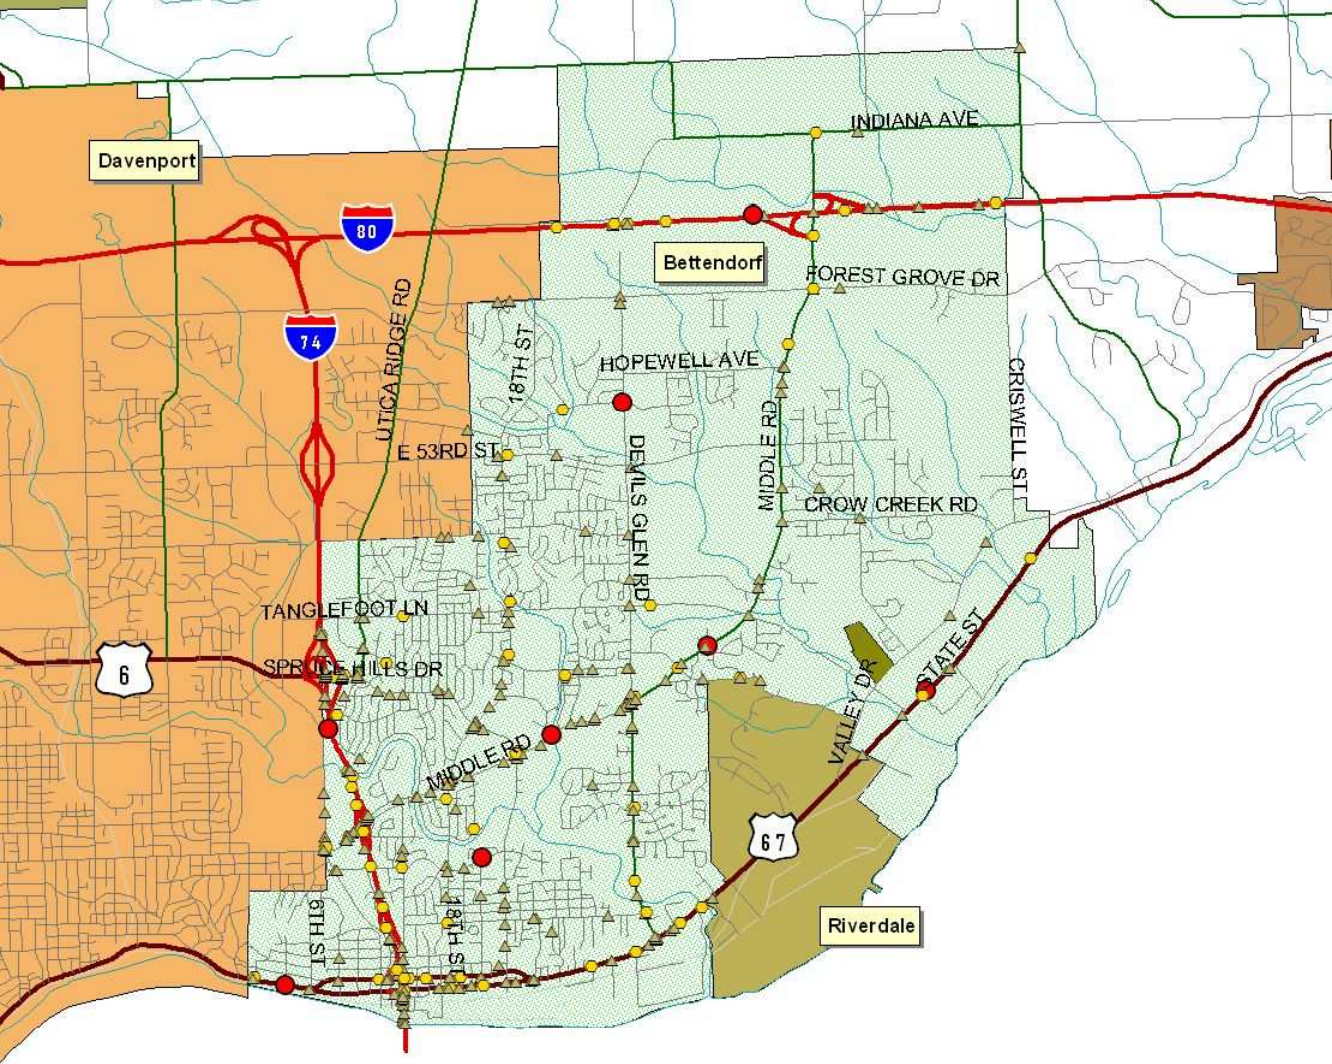 INDIANA AVE
Davenport
80
Bettendorf
FOREST GROVE DR
74
UTICA RIDGE RD
18TH ST
HOPEWELL AVE
CRISWELL ST
E 53RD ST
DEVILS GLEN RD
MIDDLE RD
CROW CREEK RD
TANGLEFOOT LN
6
SPRUCE HILLS DR
STATE ST
VALLEY DR
MIDDLE RD
67
6TH ST
18TH ST
Riverdale